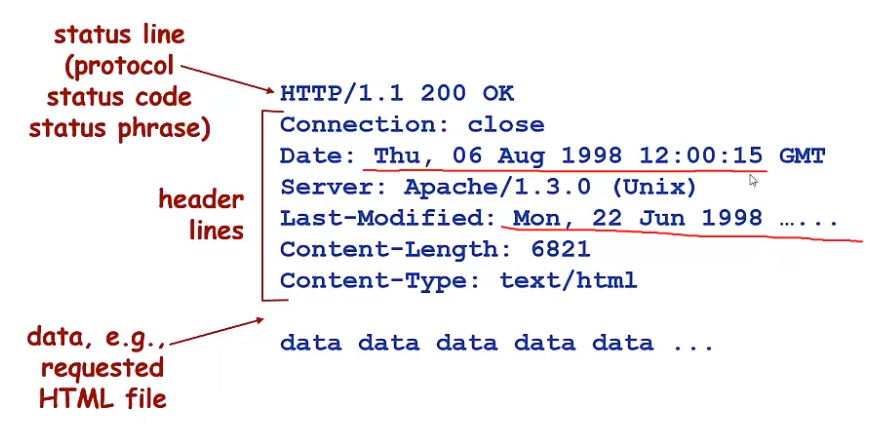 status line
(protocol
status code
status phrase)
HTTP/1.1 200 OK
Connection: close
Date: Thu, 06 Aug 1998 12:00:15 GMT
Server: Apache/1.3.0 (Unix)
Last-Modified: Mon, 22 Jun 1998 …...
Content-Length: 6821
Content-Type: text/html
header
lines
data, e.g.,
requested
HTML file
data data data data data ...